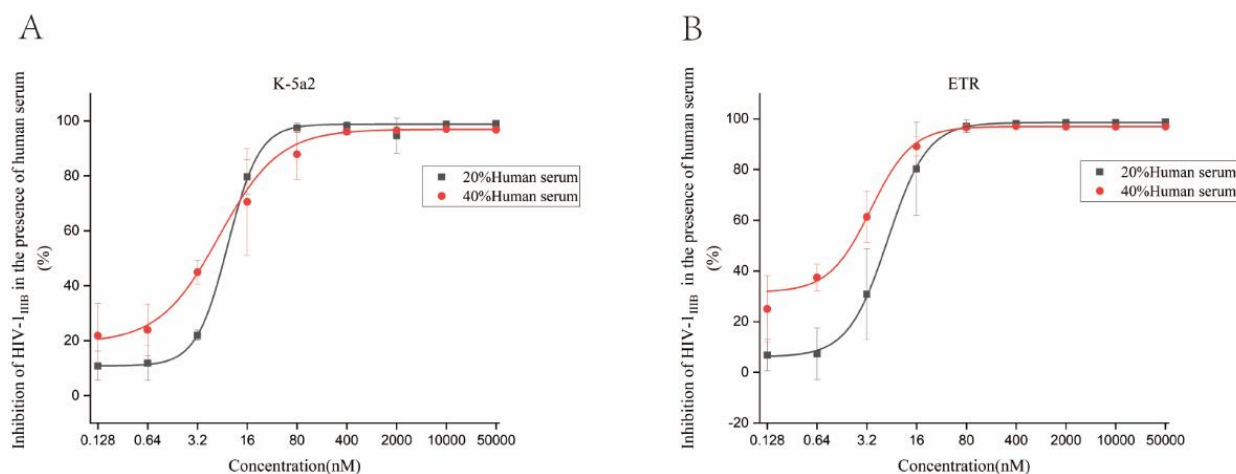 A
K-5a2
Inhibition of HIV-1IIIB in the presence of human serum
(%)
100
80
60
40
20
0
20%Human serum
40%Human serum
0.128 0.64 3.2 16 80 400 2000 10000 50000
Concentration(nM)
B
ETR
Inhibition of HIV-1IIIB in the presence of human serum
(%)
100
80
60
40
20
0
-20
20%Human serum
40%Human serum
0.128 0.64 3.2 16 80 400 2000 10000 50000
Concentration(nM)